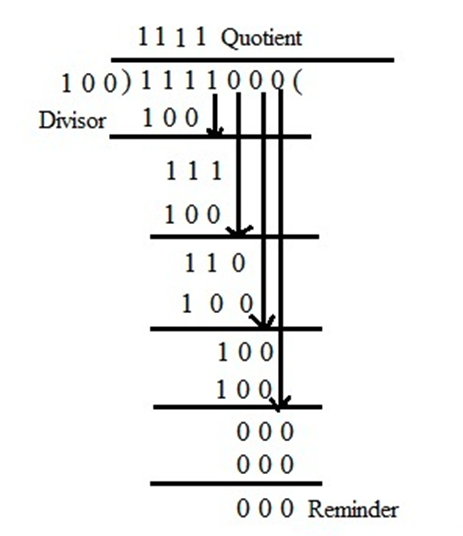 1 1 1 1 Quotient
1 0 0 ) 1 1 1 1 0 0 0 (
Divisor 1 0 0
1 1 1
1 0 0
1 1 0
1 0 0
1 0 0
1 0 0
0 0 0
0 0 0
0 0 0 Reminder